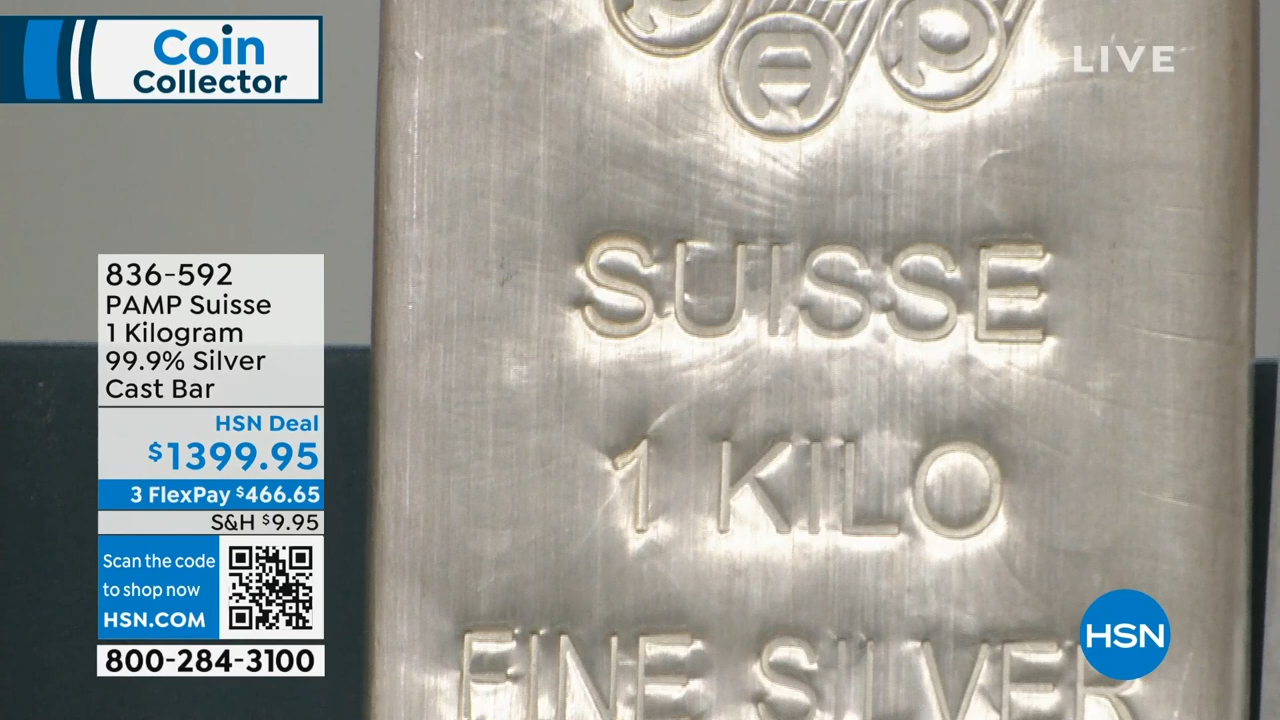 Coin
Collector
LIVE
P A P
SUISSE
1 KILO
FINE SILVER
836-592
PAMP Suisse
1 Kilogram
99.9% Silver
Cast Bar
HSN Deal
$1399.95
3 FlexPay $466.65
S&H $9.95
Scan the code
to shop now
HSN.COM
800-284-3100
HSN